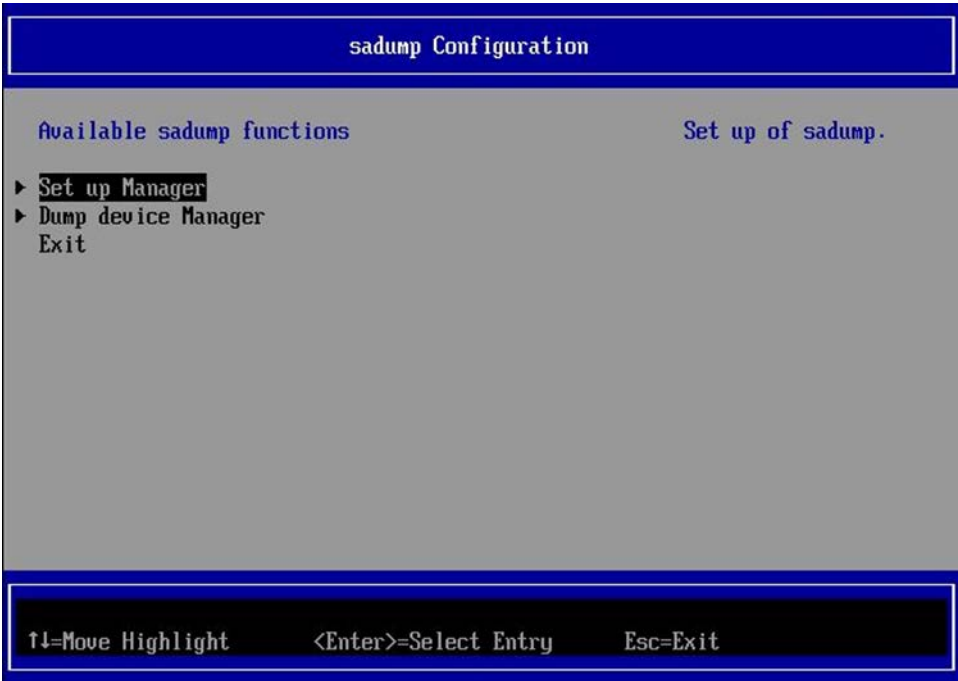 sadump Configuration
Available sadump functions
Set up of sadump.
Set up Manager
Dump device Manager
Exit
↑↓=Move Highlight <Enter>=Select Entry Esc=Exit